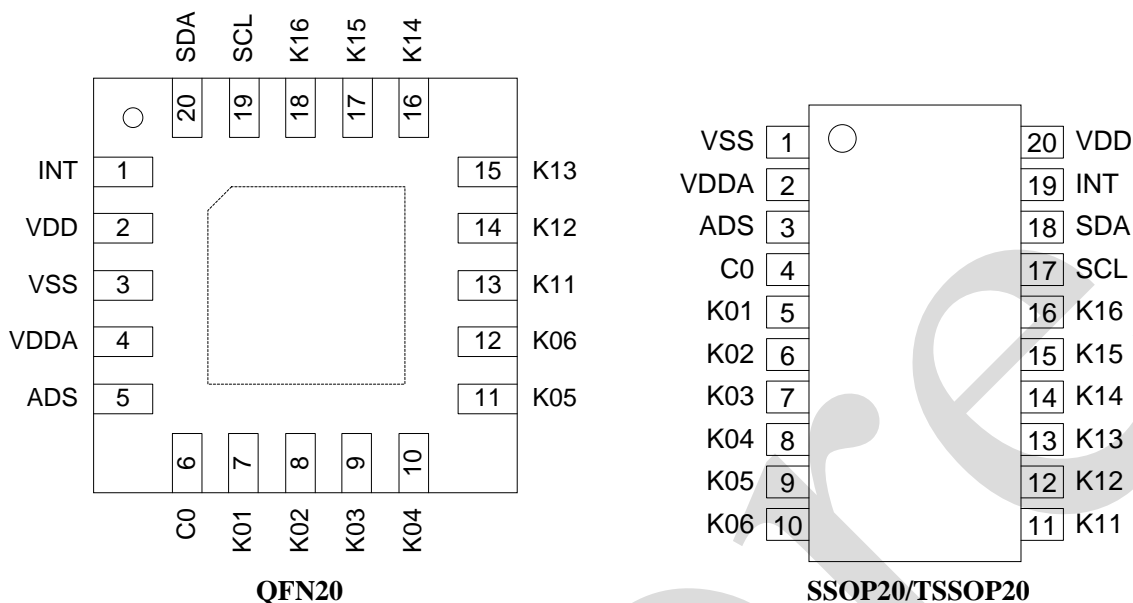 SDA SCL K16 K15 K14
20 19 18 17 16
INT 1 15 K13
VDD 2 14 K12
VSS 3 13 K11
VDDA 4 12 K06
ADS 5 11 K05
6 7 8 9 10
C0 K01 K02 K03 K04
QFN20
VSS 1 20 VDD
VDDA 2 19 INT
ADS 3 18 SDA
C0 4 17 SCL
K01 5 16 K16
K02 6 15 K15
K03 7 14 K14
K04 8 13 K13
K05 9 12 K12
K06 10 11 K11
SSOP20/TSSOP20